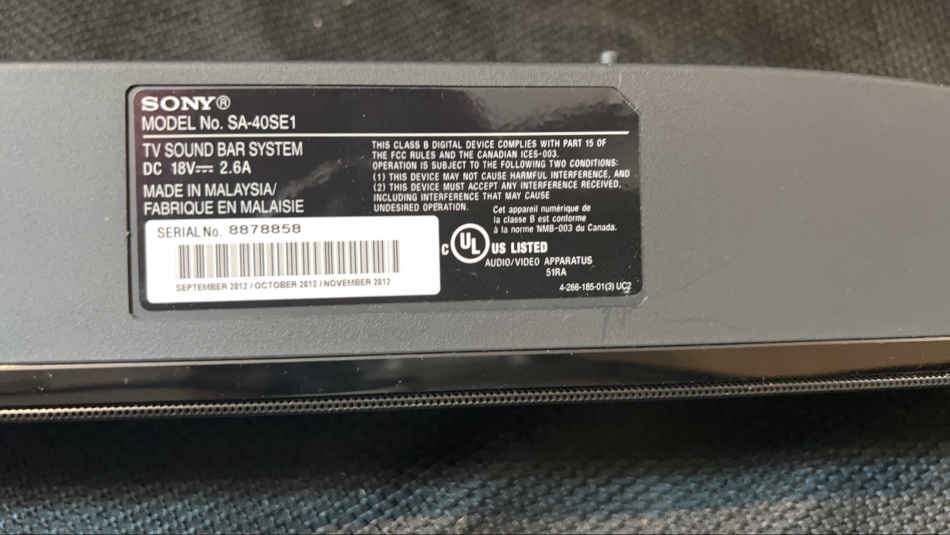 SONY®
MODEL No. SA-40SE1
TV SOUND BAR SYSTEM
DC 18V⎓ 2.6A
MADE IN MALAYSIA/
FABRIQUE EN MALAISIE
THIS CLASS B DIGITAL DEVICE COMPLIES WITH PART 15 OF
THE FCC RULES AND THE CANADIAN ICES-003.
OPERATION IS SUBJECT TO THE FOLLOWING TWO CONDITIONS:
(1) THIS DEVICE MAY NOT CAUSE HARMFUL INTERFERENCE, AND
(2) THIS DEVICE MUST ACCEPT ANY INTERFERENCE RECEIVED,
INCLUDING INTERFERENCE THAT MAY CAUSE
UNDESIRED OPERATION.
Cet appareil numérique de
la classe B est conforme
à la norme NMB-003 du Canada.
SERIAL No. 8878858
SEPTEMBER 2012 / OCTOBER 2012 / NOVEMBER 2012
C UL US LISTED
AUDIO/VIDEO APPARATUS
51RA
4-266-185-01(3) UC2